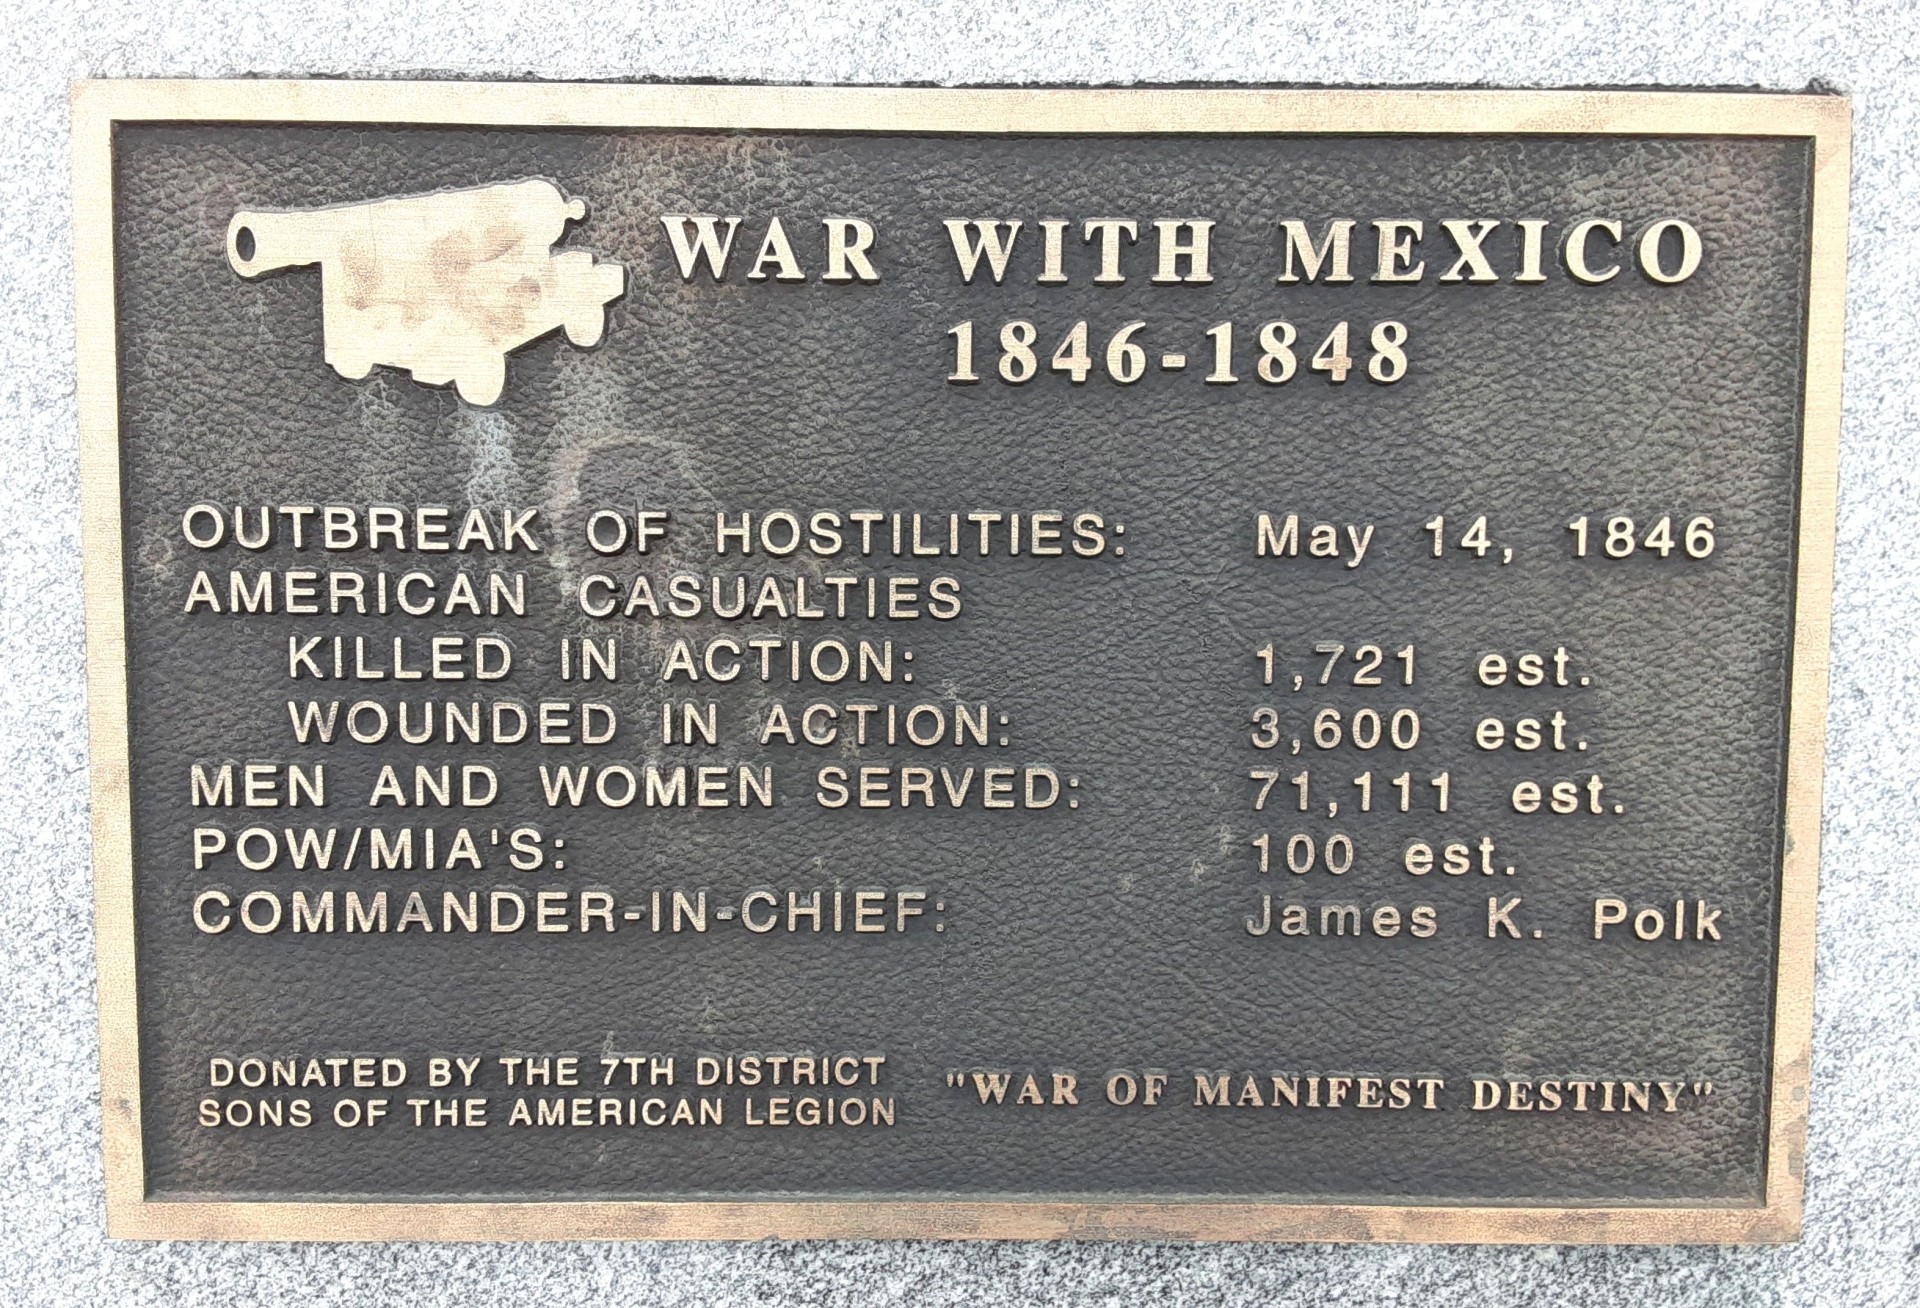 WAR WITH MEXICO
1846-1848
OUTBREAK OF HOSTILITIES: May 14, 1846
AMERICAN CASUALTIES
KILLED IN ACTION: 1,721 est.
WOUNDED IN ACTION: 3,600 est.
MEN AND WOMEN SERVED: 71,111 est.
POW/MIA'S: 100 est.
COMMANDER-IN-CHIEF: James K. Polk
DONATED BY THE 7TH DISTRICT
SONS OF THE AMERICAN LEGION
"WAR OF MANIFEST DESTINY"